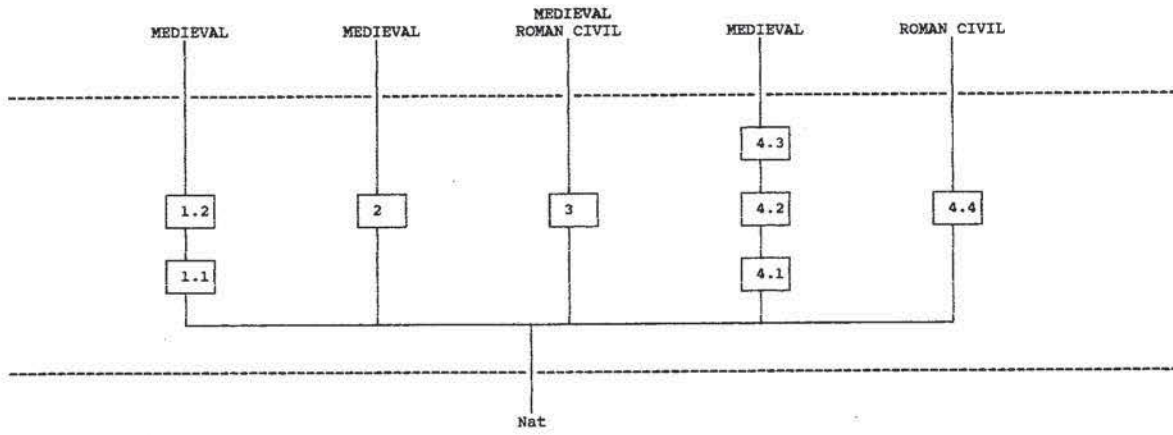 MEDIEVAL
MEDIEVAL
MEDIEVAL
ROMAN CIVIL
MEDIEVAL
ROMAN CIVIL
4.3
1.2
2
3
4.2
4.4
1.1
4.1
Nat